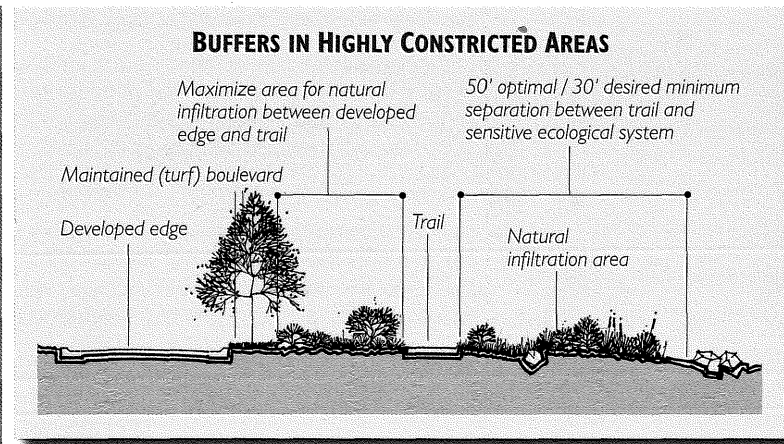 BUFFERS IN HIGHLY CONSTRICTED AREAS
Maximize area for natural
infiltration between developed
edge and trail
50' optimal / 30' desired minimum
separation between trail and
sensitive ecological system
Maintained (turf) boulevard
Developed edge
Trail
Natural
infiltration area